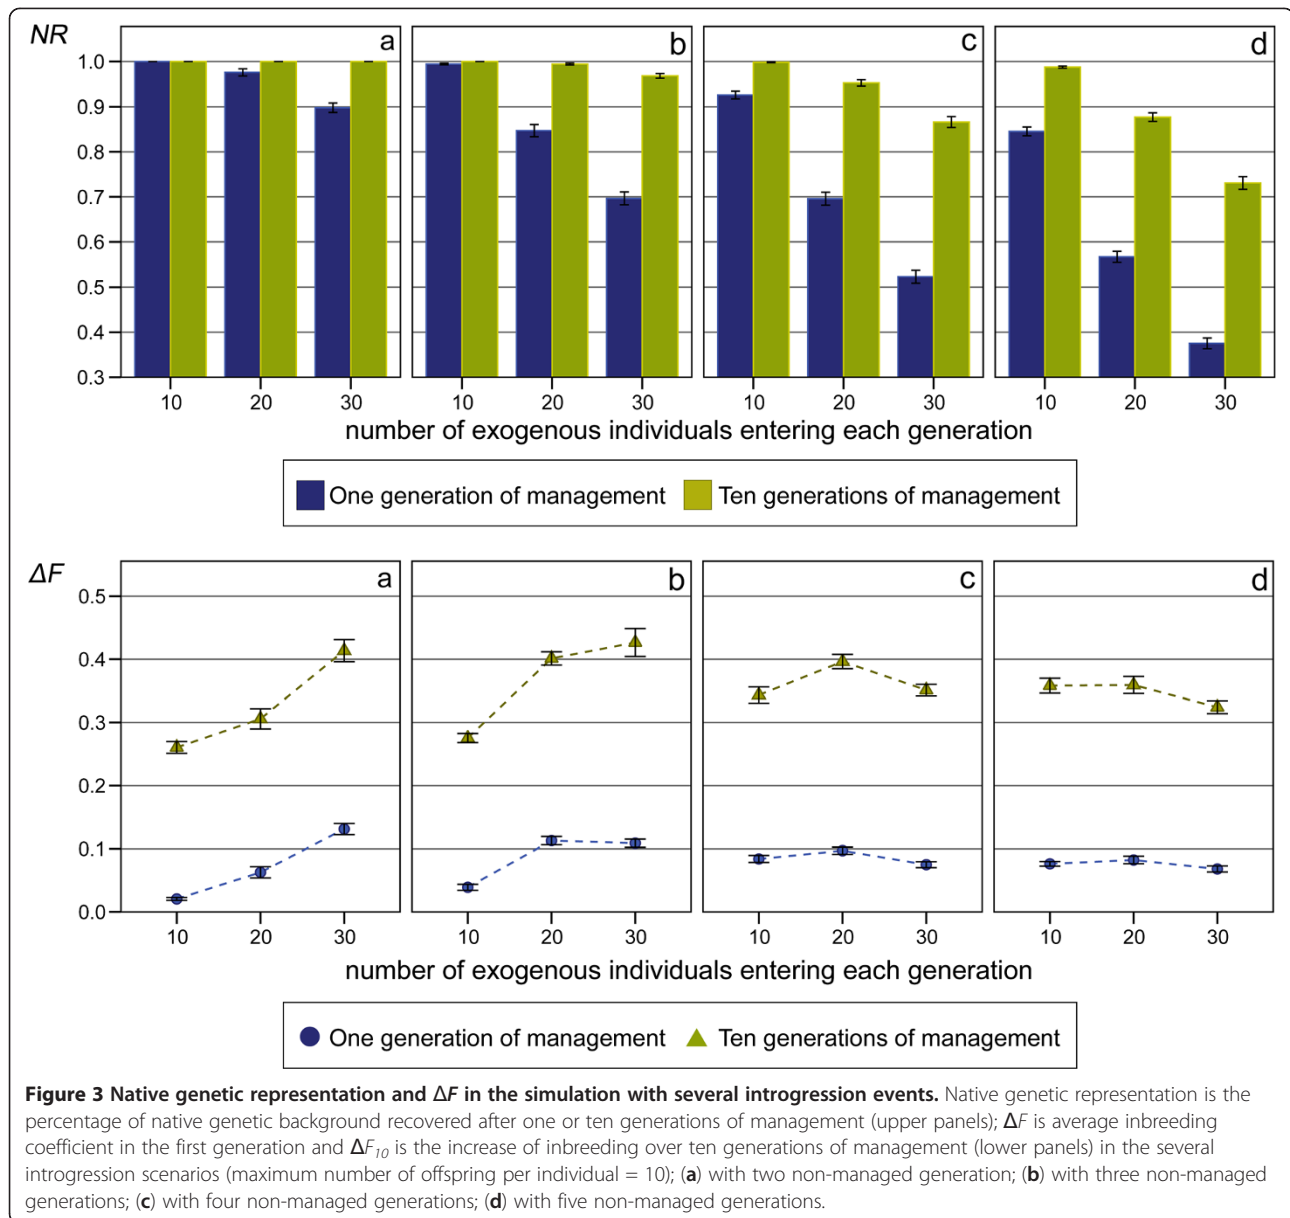 NR
a
b
c
d
1.0
0.9
0.8
0.7
0.6
0.5
0.4
0.3
10 20 30 10 20 30 10 20 30 10 20 30
number of exogenous individuals entering each generation
One generation of management Ten generations of management
ΔF
a
b
c
d
0.5
0.4
0.3
0.2
0.1
0.0
10 20 30 10 20 30 10 20 30 10 20 30
number of exogenous individuals entering each generation
One generation of management Ten generations of management
Figure 3 Native genetic representation and ΔF in the simulation with several introgression events. Native genetic representation is the
percentage of native genetic background recovered after one or ten generations of management (upper panels); ΔF is average inbreeding
coefficient in the first generation and ΔF10 is the increase of inbreeding over ten generations of management (lower panels) in the several
introgression scenarios (maximum number of offspring per individual = 10); (a) with two non-managed generation; (b) with three non-managed
generations; (c) with four non-managed generations; (d) with five non-managed generations.